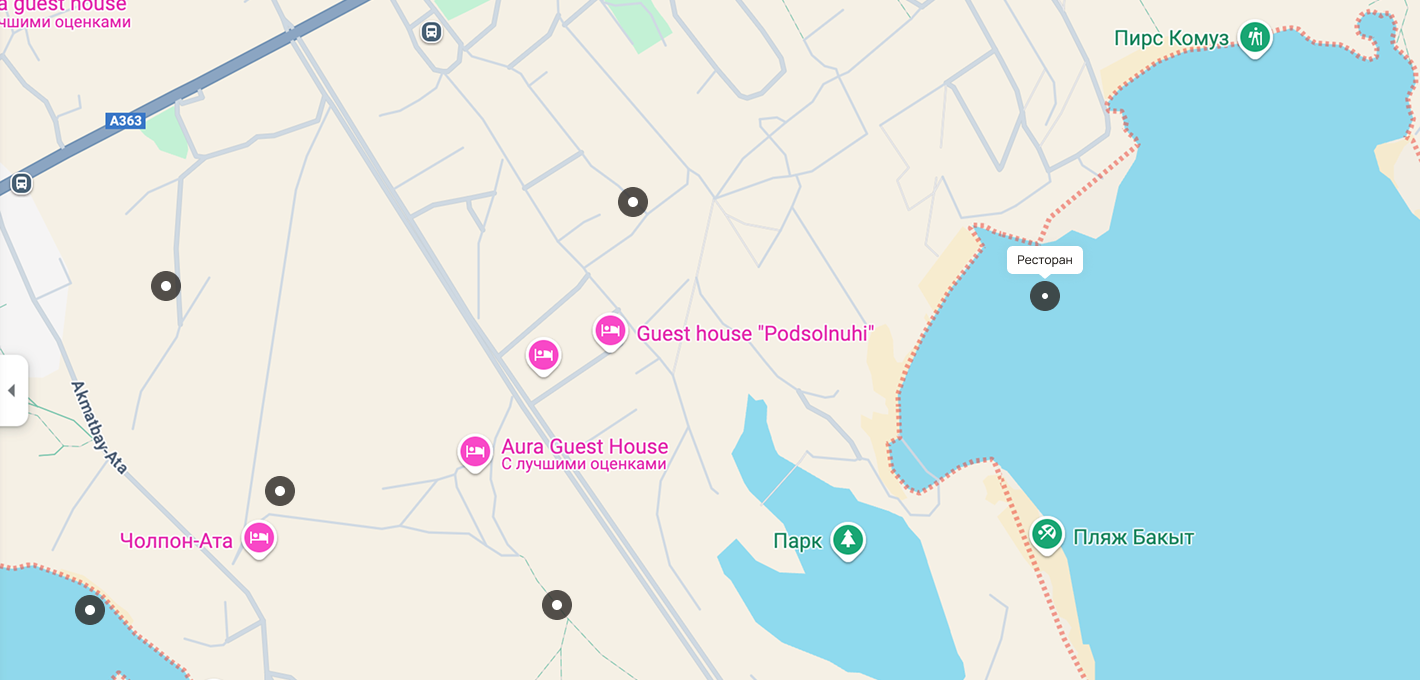 a guest house
чшими оценками
Пирс Комуз
A363
Ресторан
Guest house "Podsolnuhi"
Akmatbay-Ata
Aura Guest House
С лучшими оценками
Чолпон-Ата
Парк
Пляж Бакыт